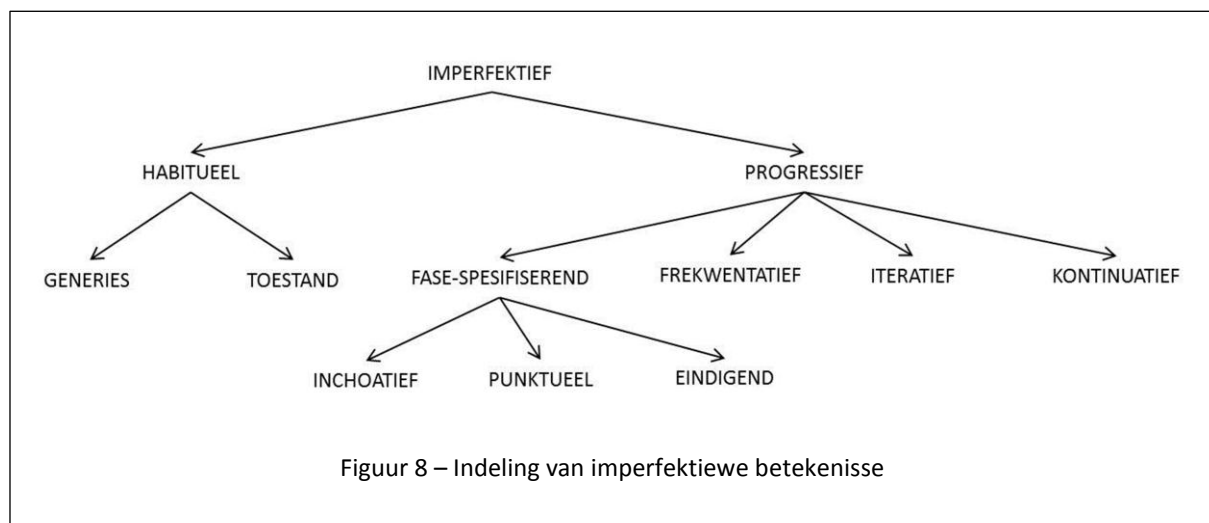 IMPERFEKTIEF
HABITUEEL PROGRESSIEF
GENERIES TOESTAND FASE-SPESIFISEREND FREKWENTATIEF ITERATIEF KONTINUATIEF
INCHOATIEF PUNKTUEEL EINDIGEND
Figuur 8 – Indeling van imperfektiewe betekenisse